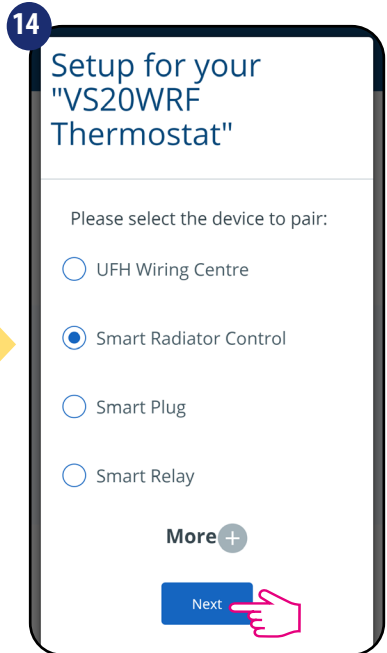 14
Setup for your
"VS20WRF
Thermostat"
Please select the device to pair:
UFH Wiring Centre
Smart Radiator Control
Smart Plug
Smart Relay
More +
Next